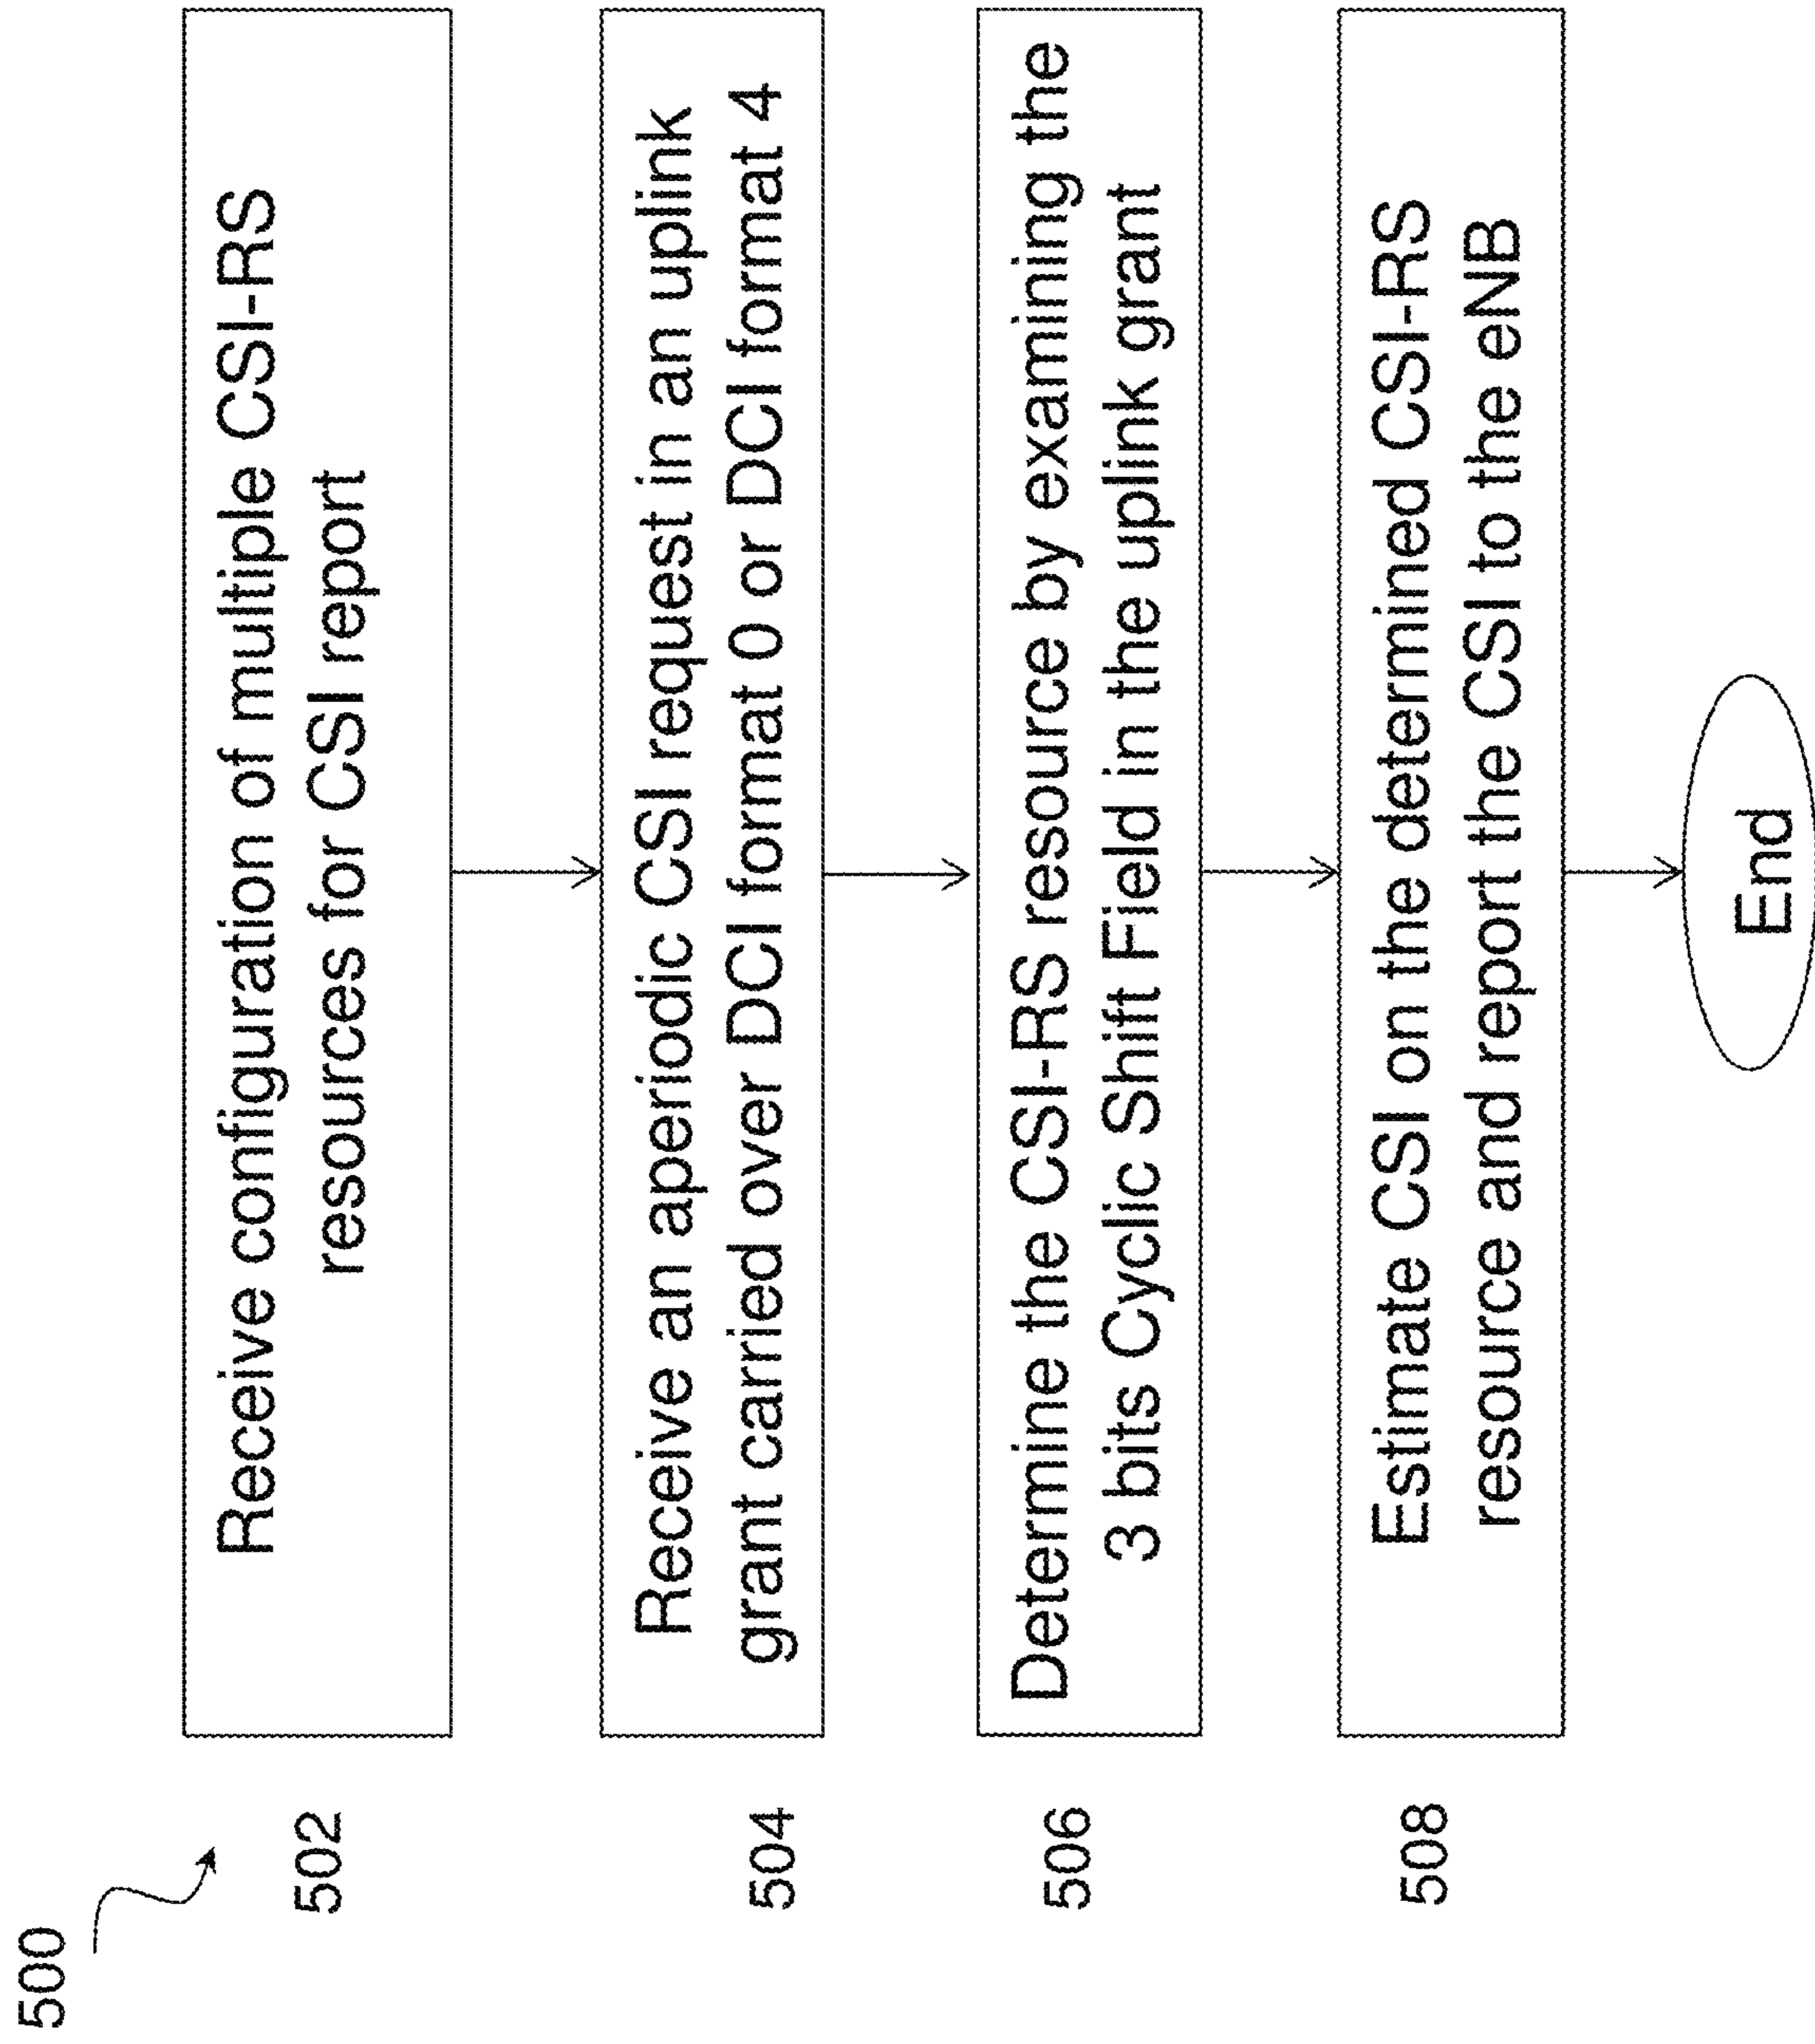 500
502
Receive configuration of multiple CSI-RS
resources for CSI report
504
Receive an aperiodic CSI request in an uplink
grant carried over DCI format 0 or DCI format 4
506
Determine the CSI-RS resource by examining the
3 bits Cyclic Shift Field in the uplink grant
508
Estimate CSI on the determined CSI-RS
resource and report the CSI to the eNB
End